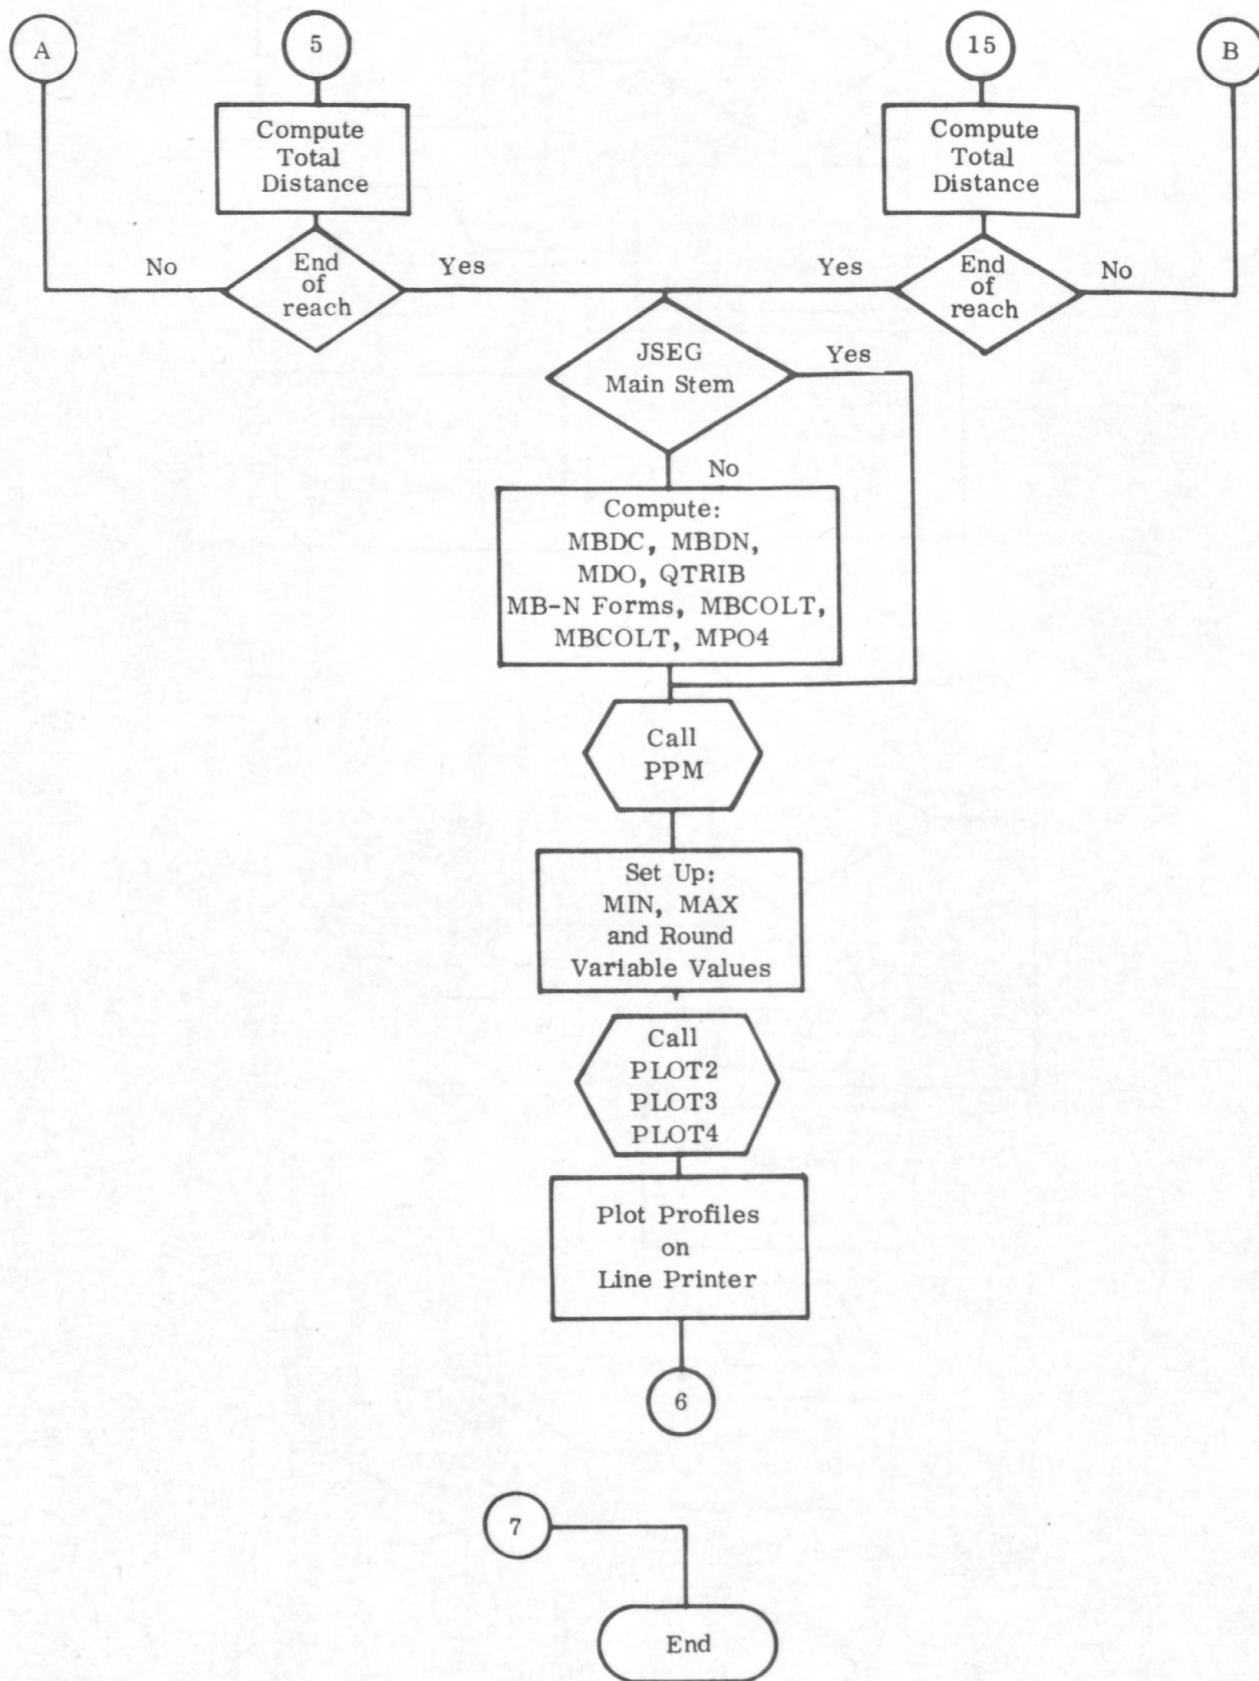 A
5
15
B
Compute
Total
Distance
Compute
Total
Distance
No
End
of
reach
Yes
Yes
End
of
reach
No
JSEG
Main Stem
Yes
No
Compute:
MBDC, MBDN,
MDO, QTRIB
MB-N Forms, MBCOLT,
MBCOLT, MPO4
Call
PPM
Set Up:
MIN, MAX
and Round
Variable Values
Call
PLOT2
PLOT3
PLOT4
Plot Profiles
on
Line Printer
6
7
End